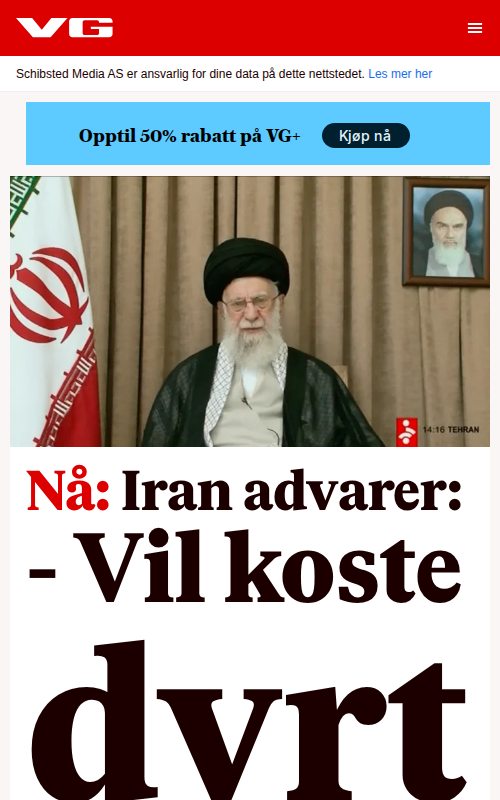 VG
Schibsted Media AS er ansvarlig for dine data på dette nettstedet. Les mer her
Opptil 50% rabatt på VG+ Kjøp nå
14:16 TEHRAN
Nå: Iran advarer:
- Vil koste
dyrt